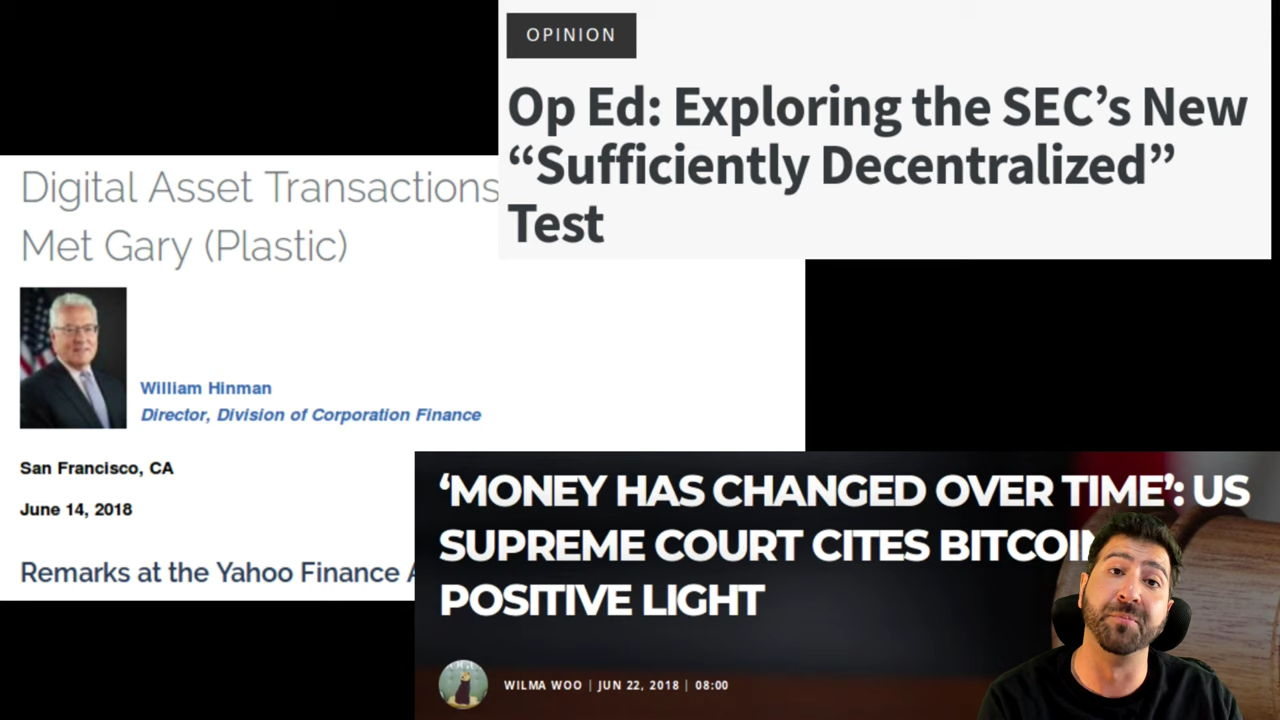 OPINION
Op Ed: Exploring the SEC’s New
“Sufficiently Decentralized”
Test
Digital Asset Transactions
Met Gary (Plastic)
William Hinman
Director, Division of Corporation Finance
San Francisco, CA
June 14, 2018
Remarks at the Yahoo Finance
‘MONEY HAS CHANGED OVER TIME’: US
SUPREME COURT CITES BITCOIN
POSITIVE LIGHT
WILMA WOO | JUN 22, 2018 | 08:00